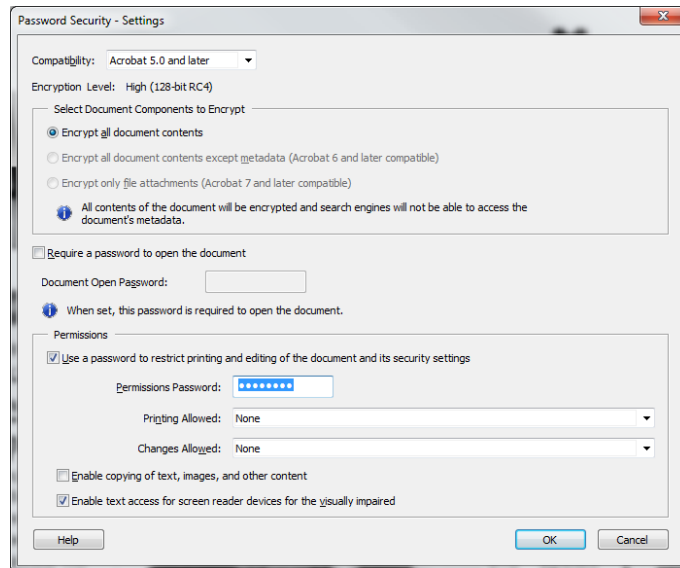 Password Security - Settings
Compatibility: Acrobat 5.0 and later
Encryption Level: High (128-bit RC4)
Select Document Components to Encrypt
Encrypt all document contents
Encrypt all document contents except metadata (Acrobat 6 and later compatible)
Encrypt only file attachments (Acrobat 7 and later compatible)
All contents of the document will be encrypted and search engines will not be able to access the
document's metadata.
Require a password to open the document
Document Open Password:
When set, this password is required to open the document.
Permissions
Use a password to restrict printing and editing of the document and its security settings
Permissions Password: ••••••••
Printing Allowed: None
Changes Allowed: None
Enable copying of text, images, and other content
Enable text access for screen reader devices for the visually impaired
Help OK Cancel